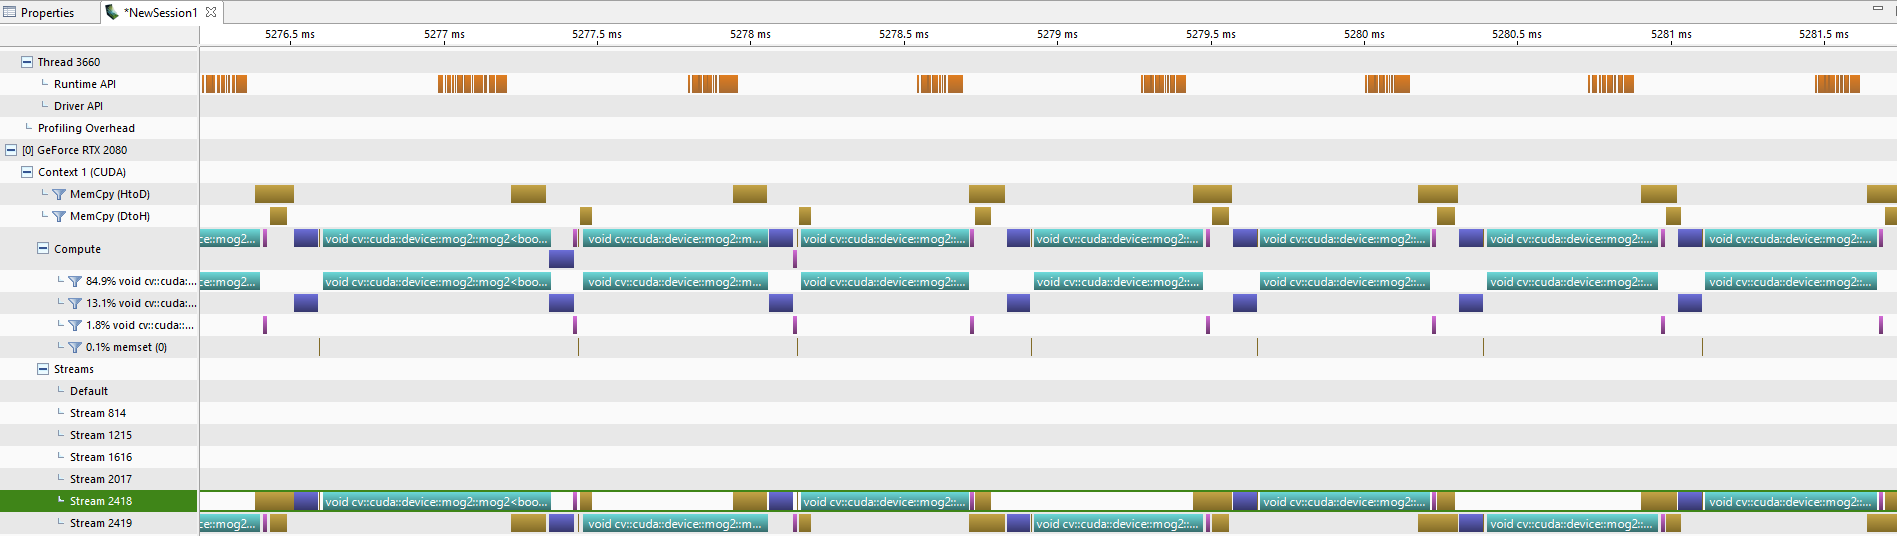 Properties *NewSession1
5276.5 ms 5277 ms 5277.5 ms 5278 ms 5278.5 ms 5279 ms 5279.5 ms 5280 ms 5280.5 ms 5281 ms 5281.5 ms
Thread 3660
Runtime API
Driver API
Profiling Overhead
[0] GeForce RTX 2080
Context 1 (CUDA)
MemCpy (HtoD)
MemCpy (DtoH)
Compute ce::mog2... void cv::cuda::device::mog2::mog2<boo... void cv::cuda::device::mog2::m... void cv::cuda::device::mog2::... void cv::cuda::device::mog2::... void cv::cuda::device::mog2::... void cv::cuda::device::mog2::... void cv::cuda::device::mog2::...
84.9% void cv::cuda:... ce::mog2... void cv::cuda::device::mog2::mog2<boo... void cv::cuda::device::mog2::m... void cv::cuda::device::mog2::... void cv::cuda::device::mog2::... void cv::cuda::device::mog2::... void cv::cuda::device::mog2::... void cv::cuda::device::mog2::...
13.1% void cv::cuda:...
1.8% void cv::cuda::...
0.1% memset (0)
Streams
Default
Stream 814
Stream 1215
Stream 1616
Stream 2017
Stream 2418 void cv::cuda::device::mog2::mog2<boo... void cv::cuda::device::mog2::... void cv::cuda::device::mog2::... void cv::cuda::device::mog2::...
Stream 2419 ce::mog2... void cv::cuda::device::mog2::m... void cv::cuda::device::mog2::... void cv::cuda::device::mog2::...